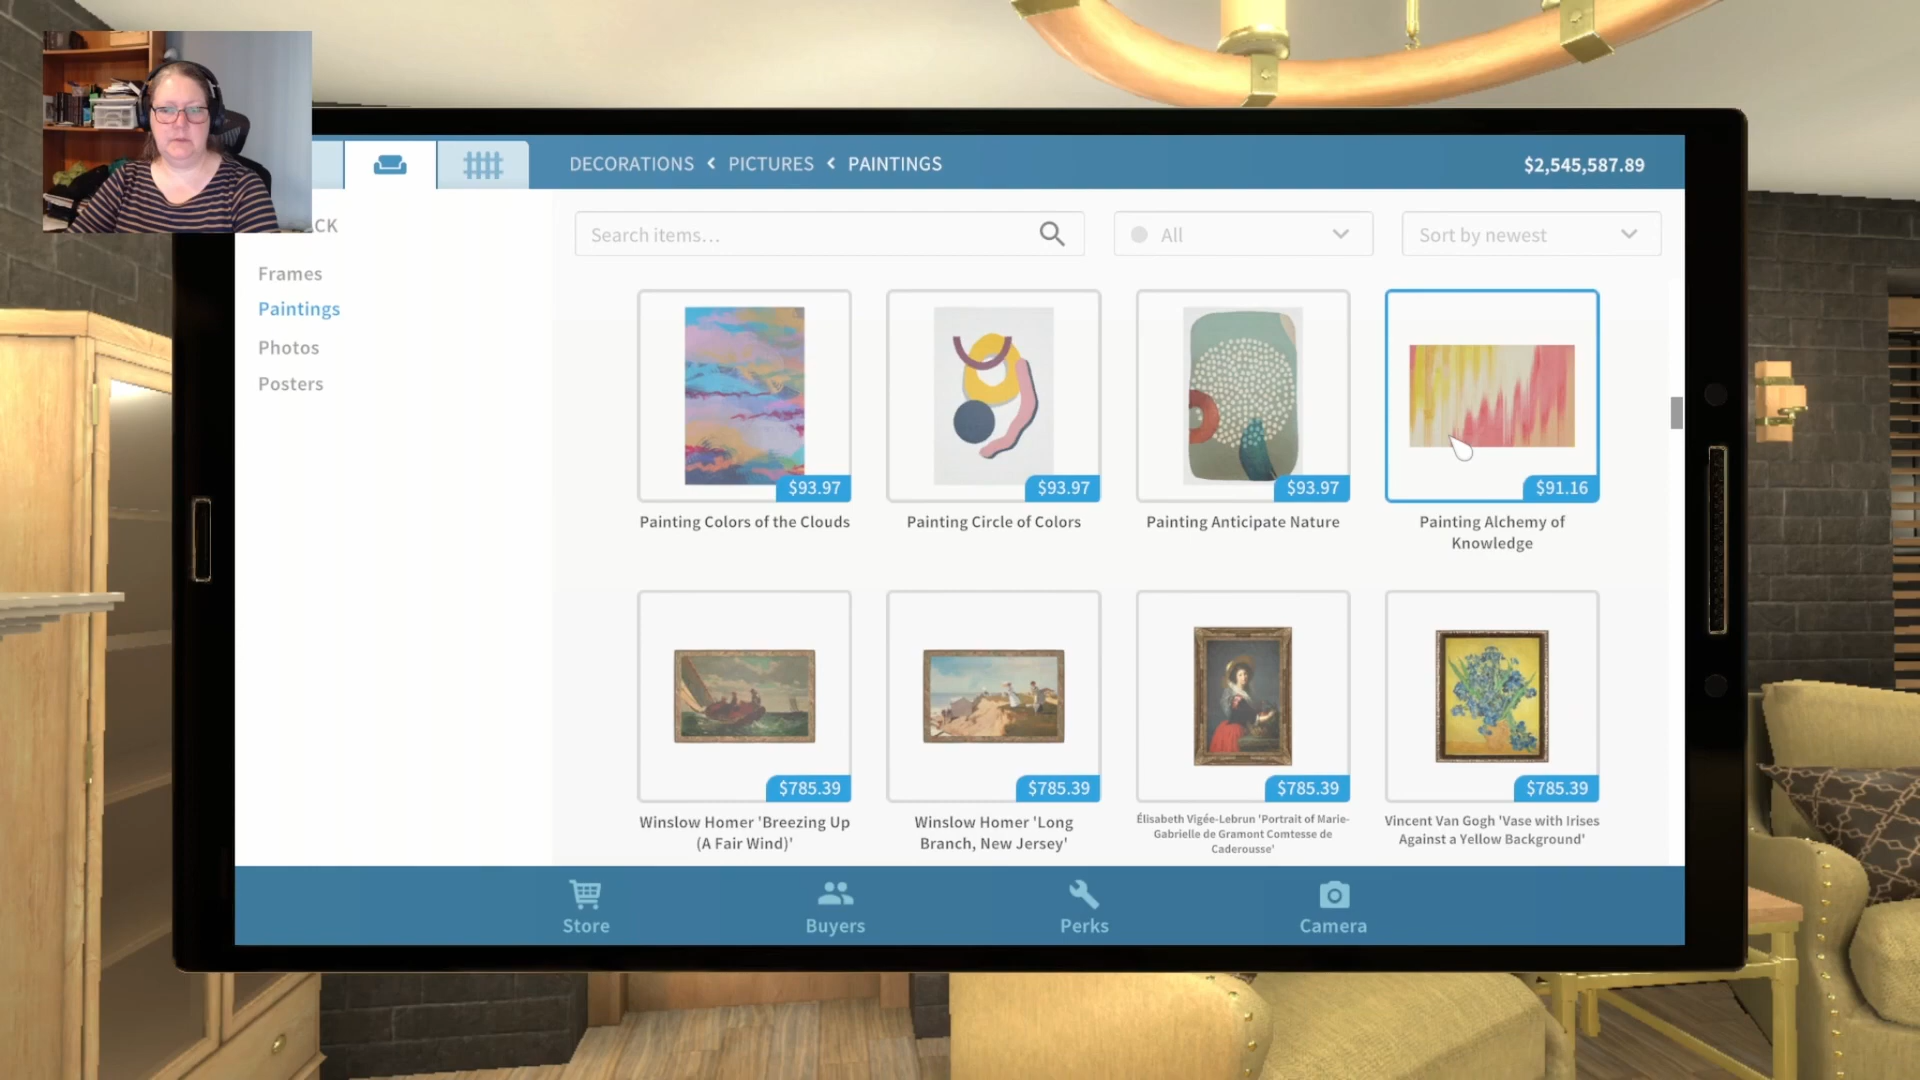 DECORATIONS < PICTURES < PAINTINGS
$2,545,587.89
CK
Search items...
All
Sort by newest
Frames
Paintings
Photos
Posters
$93.97
$93.97
$93.97
$91.16
Painting Colors of the Clouds
Painting Circle of Colors
Painting Anticipate Nature
Painting Alchemy of
Knowledge
$785.39
$785.39
$785.39
$785.39
Winslow Homer 'Breezing Up
(A Fair Wind)'
Winslow Homer 'Long
Branch, New Jersey'
Élisabeth Vigée-Lebrun 'Portrait of Marie-
Gabrielle de Gramont Comtesse de
Caderousse'
Vincent Van Gogh 'Vase with Irises
Against a Yellow Background'
Store
Buyers
Perks
Camera